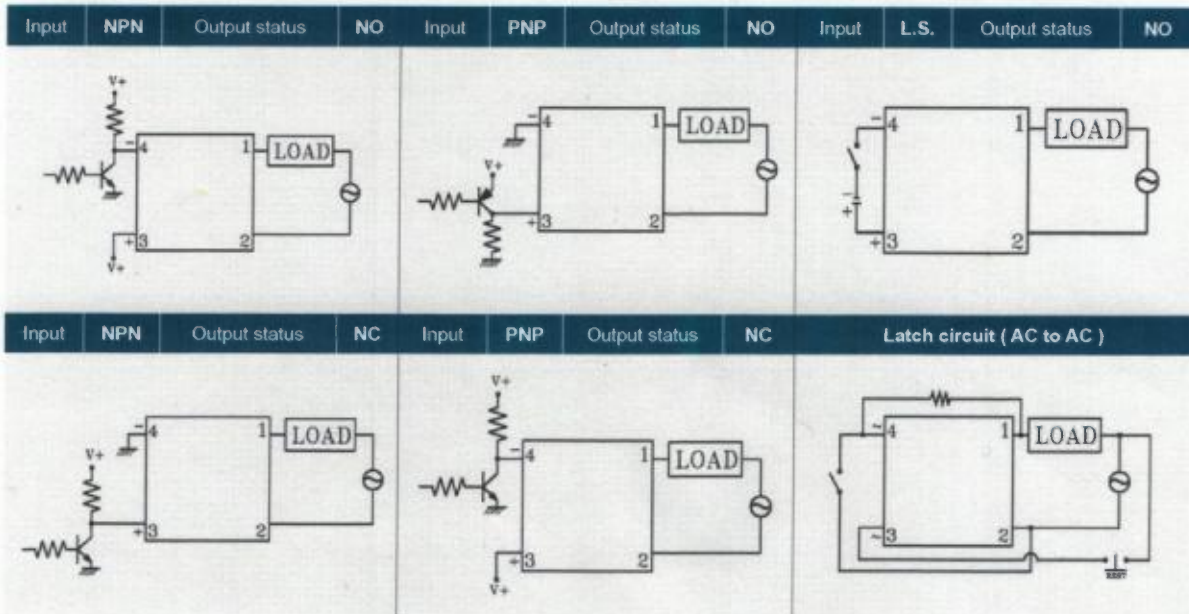 Input NPN Output status NO Input PNP Output status NO Input L.S. Output status NO
V+
4 1 LOAD
3 2
V+
V+
4 1 LOAD
3 2
4 1 LOAD
3 2
Input NPN Output status NC Input PNP Output status NC Latch circuit ( AC to AC )
V+
4 1 LOAD
3 2
V+
4 1 LOAD
3 2
V+
4 1 LOAD
3 2